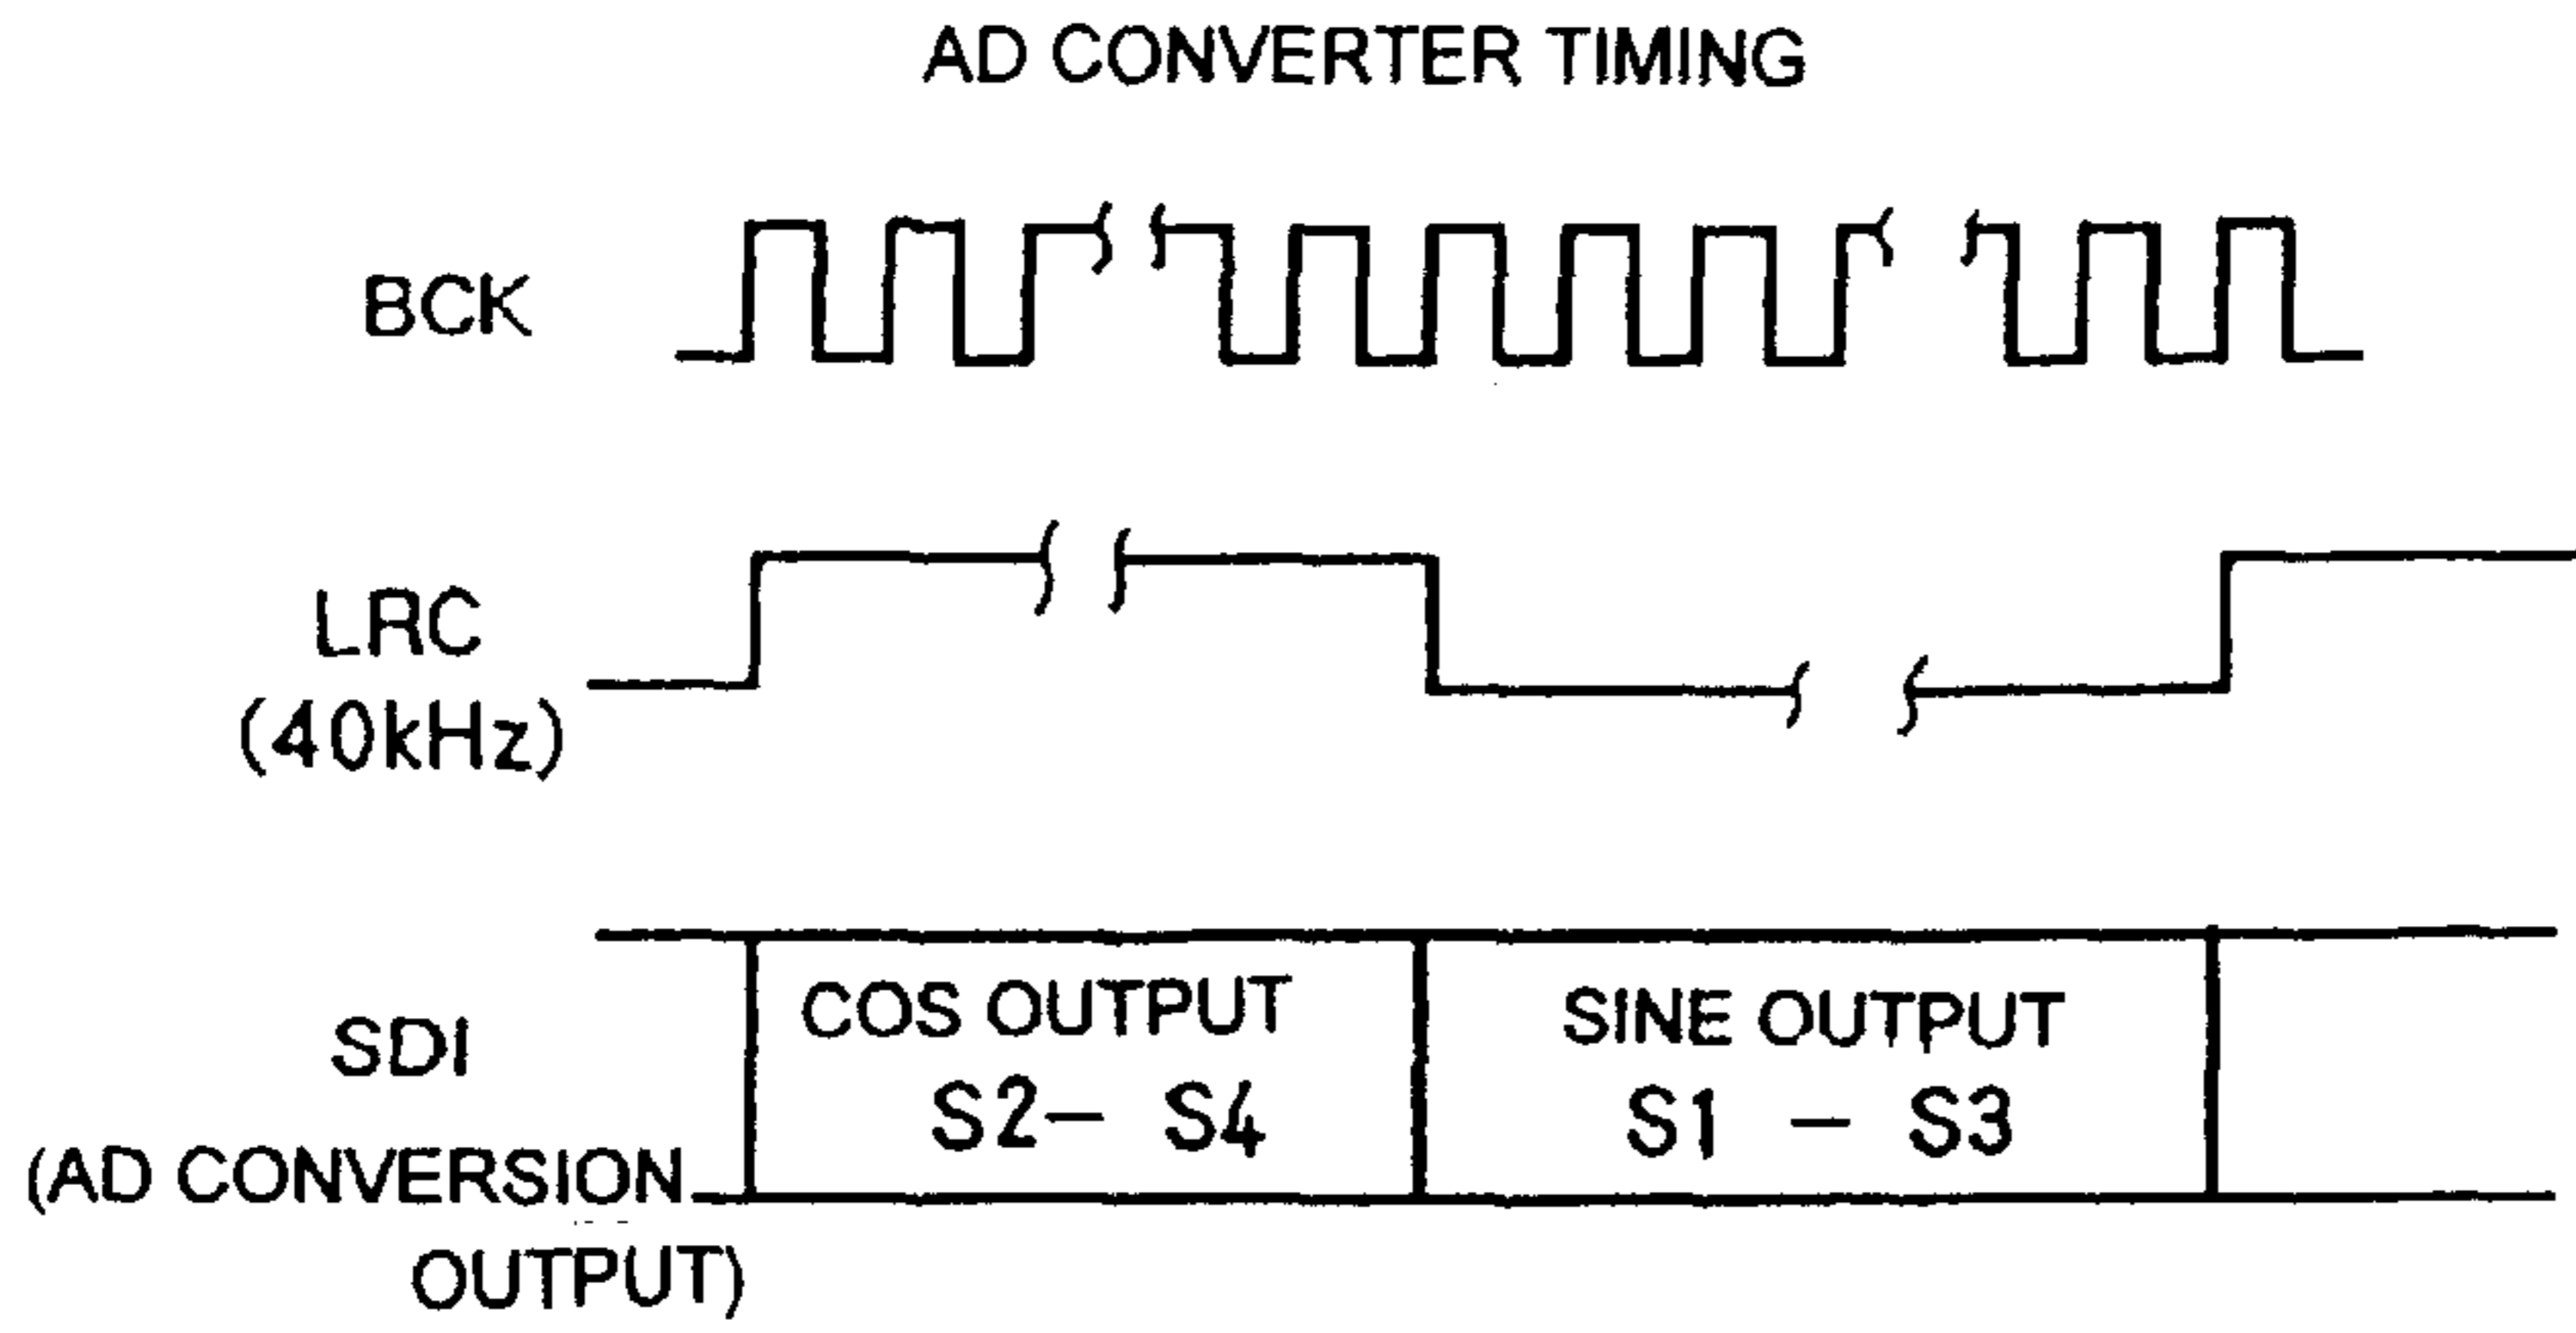 AD CONVERTER TIMING
BCK
LRC
(40kHz)
SDI
(AD CONVERSION
OUTPUT)
COS OUTPUT
S2— S4
SINE OUTPUT
S1 — S3